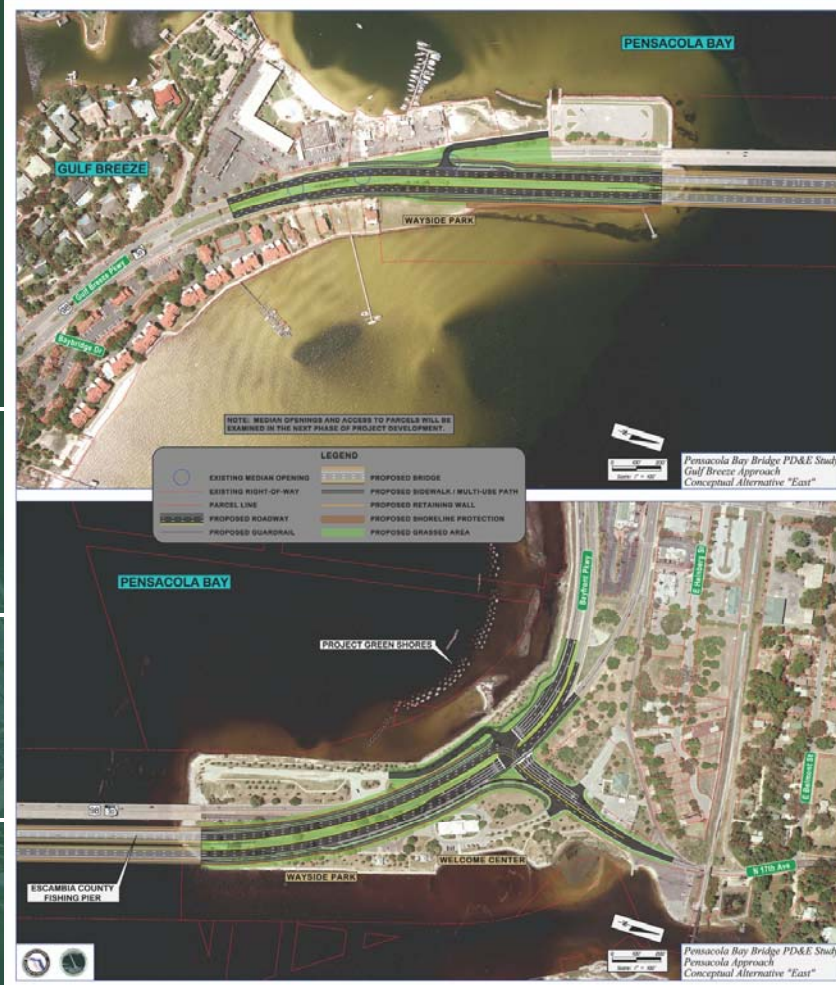 PENSACOLA BAY
GULF BREEZE
WAYSIDE PARK
98
30
Gulf Breeze Pkwy
Baybridge Dr
NOTE: MEDIAN OPENINGS AND ACCESS TO PARCELS WILL BE
EXAMINED IN THE NEXT PHASE OF PROJECT DEVELOPMENT.
LEGEND
EXISTING MEDIAN OPENING
EXISTING RIGHT-OF-WAY
PARCEL LINE
PROPOSED ROADWAY
PROPOSED GUARDRAIL
PROPOSED BRIDGE
PROPOSED SIDEWALK / MULTI-USE PATH
PROPOSED RETAINING WALL
PROPOSED SHORELINE PROTECTION
PROPOSED GRASSED AREA
Pensacola Bay Bridge PD&E Study
Gulf Breeze Approach
Conceptual Alternative "East"
PENSACOLA BAY
PROJECT GREEN SHORES
Bayfront Pkwy
E Heinberg St
E Belmont St
N 17th Ave
98
30
ESCAMBIA COUNTY
FISHING PIER
WAYSIDE PARK
WELCOME CENTER
Pensacola Bay Bridge PD&E Study
Pensacola Approach
Conceptual Alternative "East"